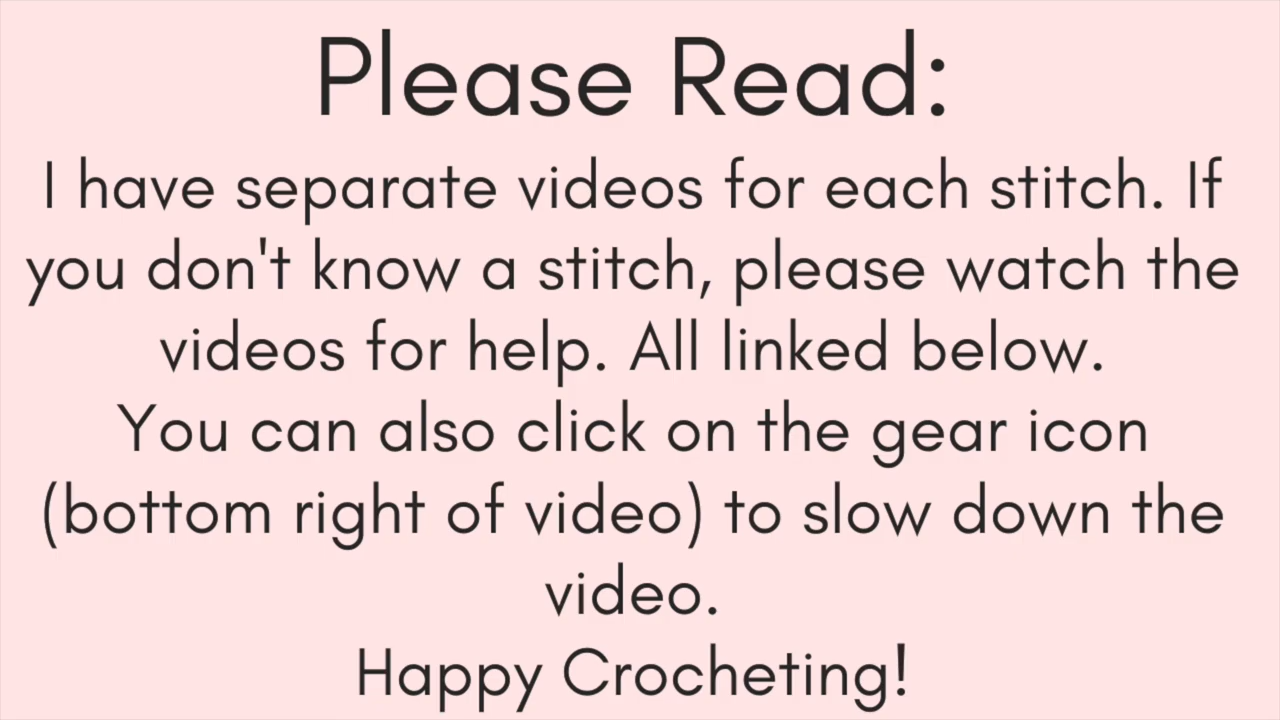 Please Read:
I have separate videos for each stitch. If
you don't know a stitch, please watch the
videos for help. All linked below.
You can also click on the gear icon
(bottom right of video) to slow down the
video.
Happy Crocheting!